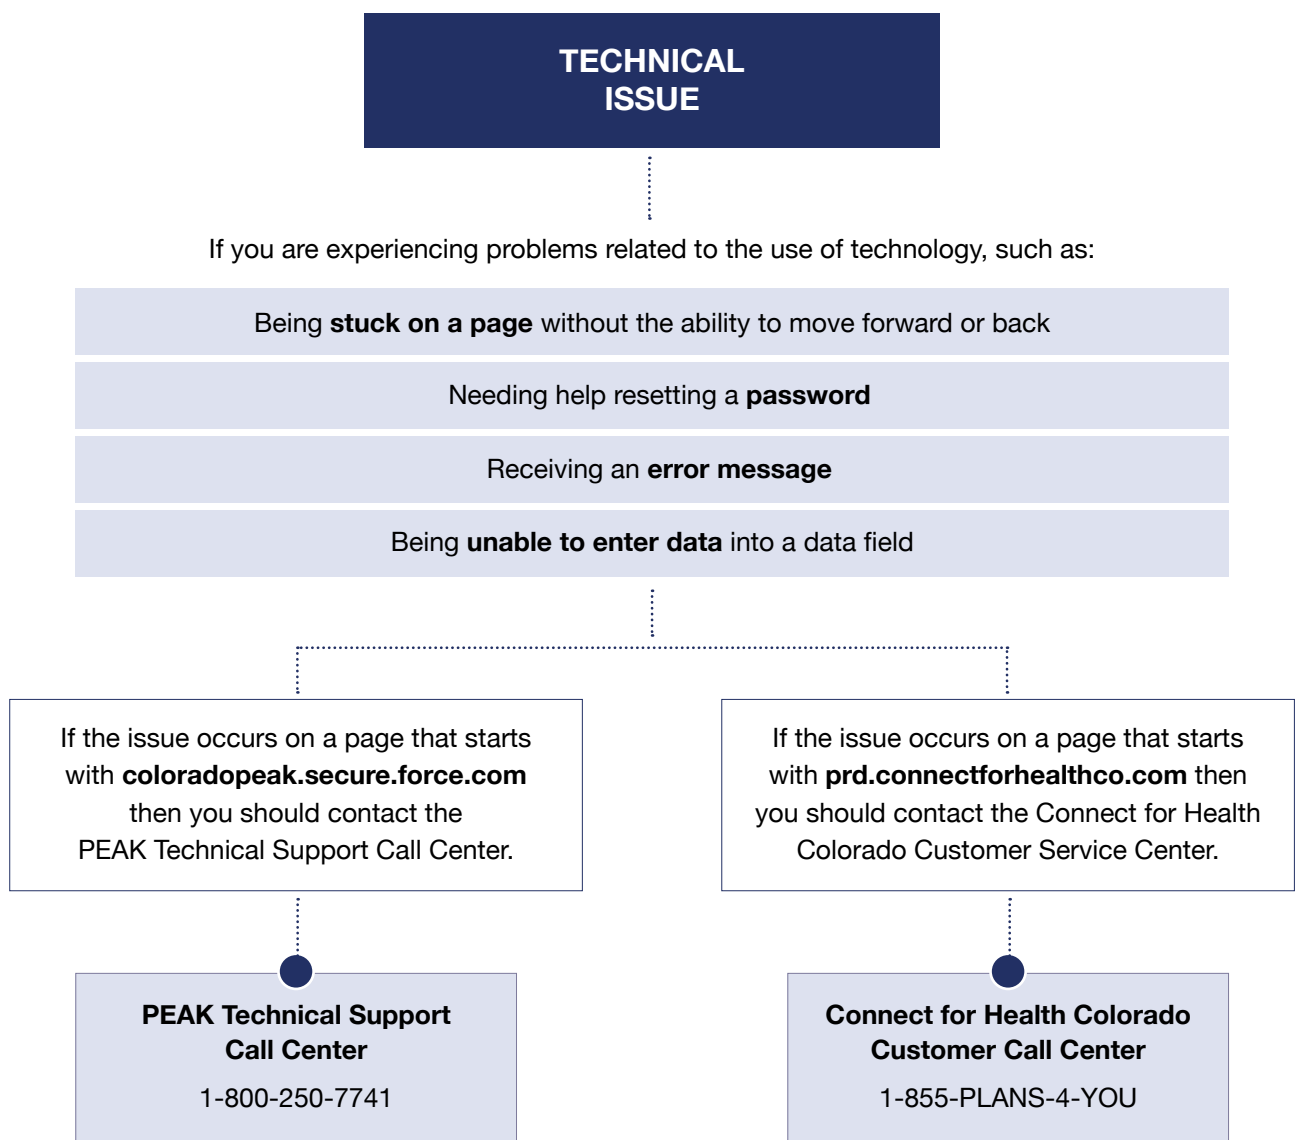 TECHNICAL
ISSUE
If you are experiencing problems related to the use of technology, such as:
Being stuck on a page without the ability to move forward or back
Needing help resetting a password
Receiving an error message
Being unable to enter data into a data field
If the issue occurs on a page that starts
with coloradopeak.secure.force.com
then you should contact the
PEAK Technical Support Call Center.
If the issue occurs on a page that starts
with prd.connectforhealthco.com then
you should contact the Connect for Health
Colorado Customer Service Center.
PEAK Technical Support
Call Center
1-800-250-7741
Connect for Health Colorado
Customer Call Center
1-855-PLANS-4-YOU